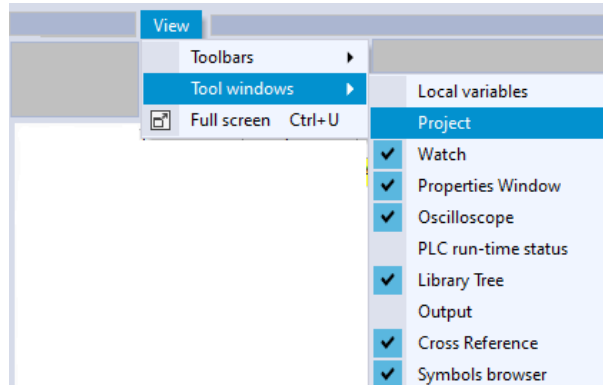 View
Toolbars
Tool windows
Full screen Ctrl+U
Local variables
Project
Watch
Properties Window
Oscilloscope
PLC run-time status
Library Tree
Output
Cross Reference
Symbols browser